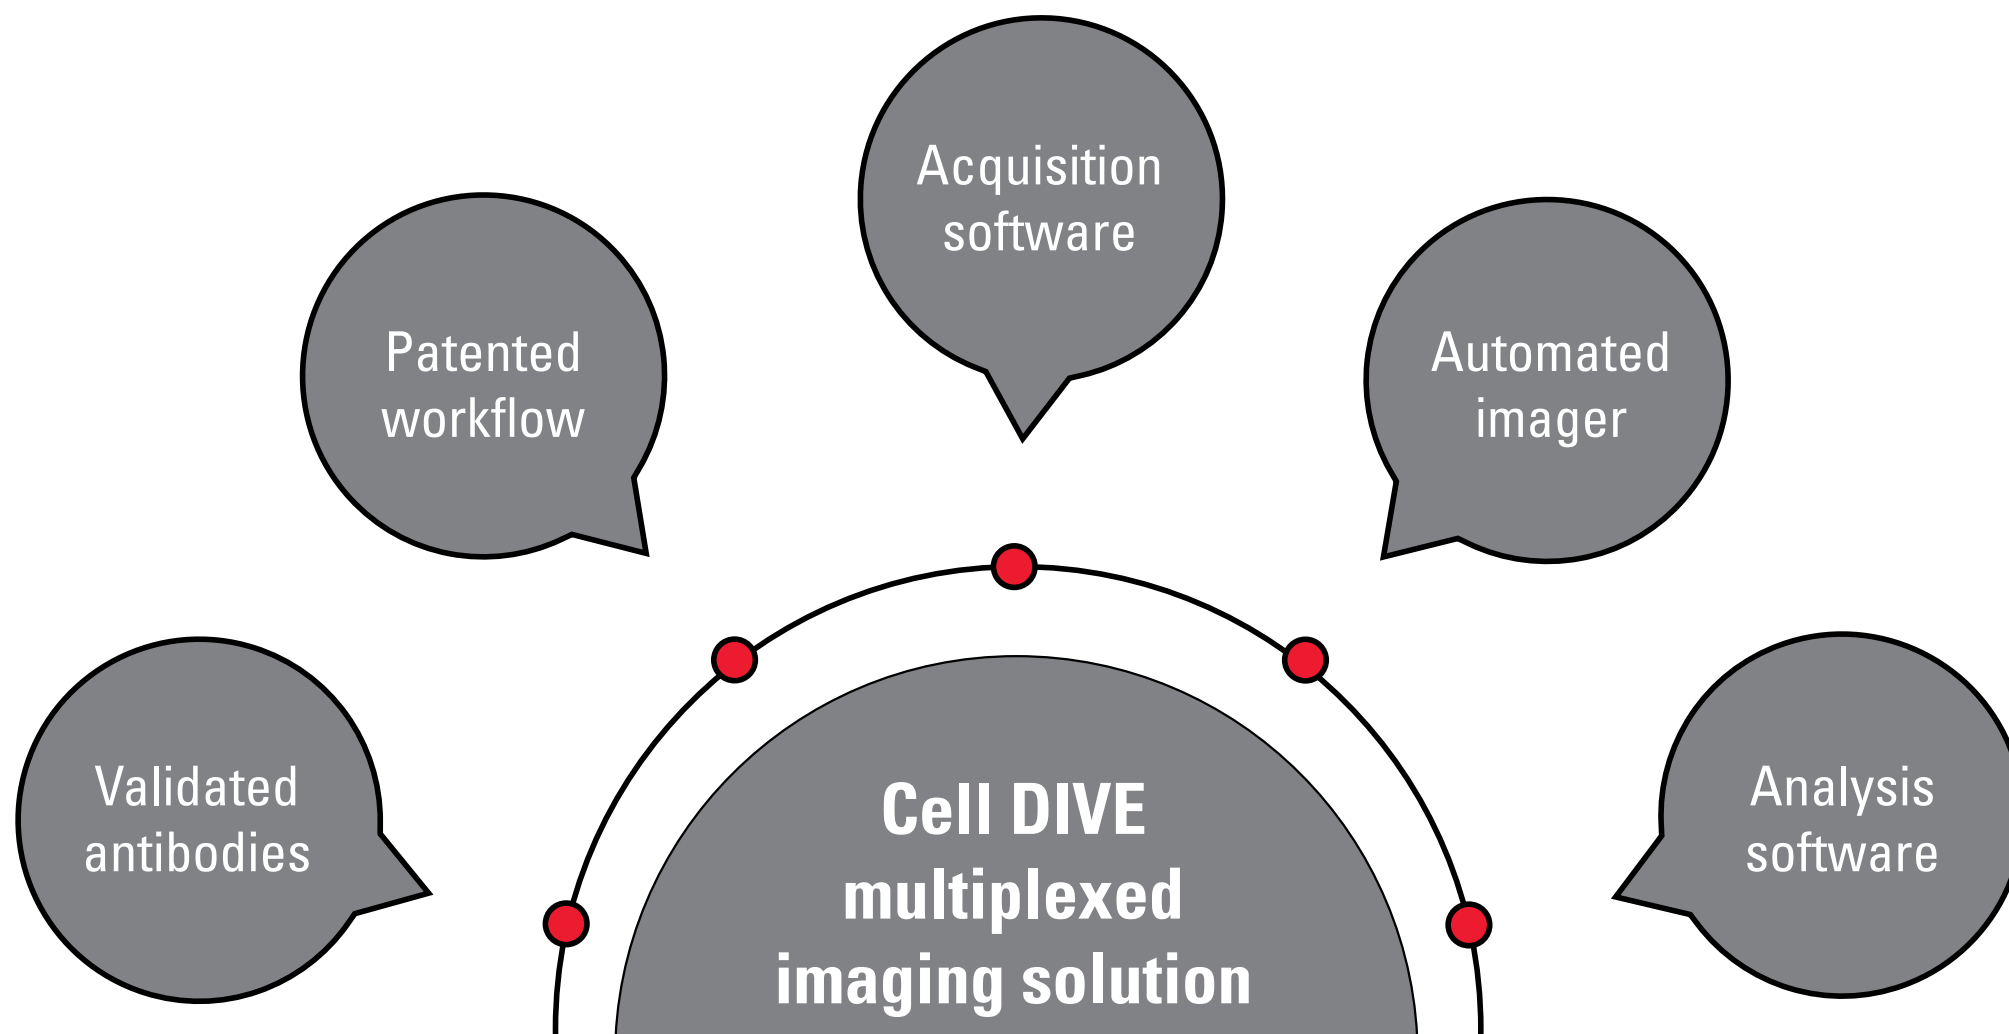 Acquisition
software
Patented
workflow
Automated
imager
Validated
antibodies
Analysis
software
Cell DIVE
multiplexed
imaging solution